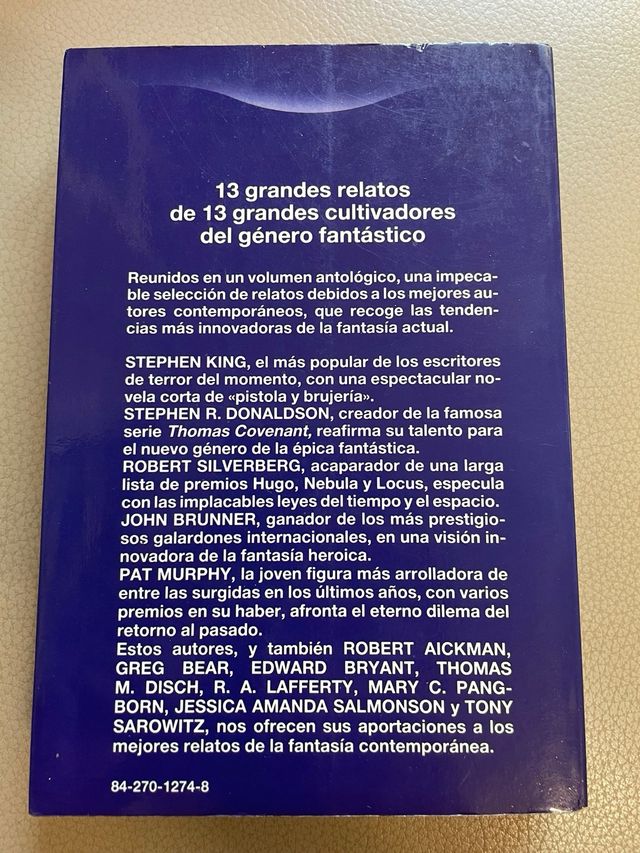 13 grandes relatos
de 13 grandes cultivadores
del género fantástico
Reunidos en un volumen antológico, una impeca-
ble selección de relatos debidos a los mejores au-
tores contemporáneos, que recoge las tenden-
cias más innovadoras de la fantasía actual.
STEPHEN KING, el más popular de los escritores
de terror del momento, con una espectacular no-
vela corta de «pistola y brujería».
STEPHEN R. DONALDSON, creador de la famosa
serie Thomas Covenant, reafirma su talento para
el nuevo género de la épica fantástica.
ROBERT SILVERBERG, acaparador de una larga
lista de premios Hugo, Nebula y Locus, especula
con las implacables leyes del tiempo y el espacio.
JOHN BRUNNER, ganador de los más prestigio-
sos galardones internacionales, en una visión in-
novadora de la fantasía heroica.
PAT MURPHY, la joven figura más arrolladora de
entre las surgidas en los últimos años, con varios
premios en su haber, afronta el eterno dilema del
retorno al pasado.
Estos autores, y también ROBERT AICKMAN,
GREG BEAR, EDWARD BRYANT, THOMAS
M. DISCH, R. A. LAFFERTY, MARY C. PANG-
BORN, JESSICA AMANDA SALMONSON y TONY
SAROWITZ, nos ofrecen sus aportaciones a los
mejores relatos de la fantasía contemporánea.
84-270-1274-8